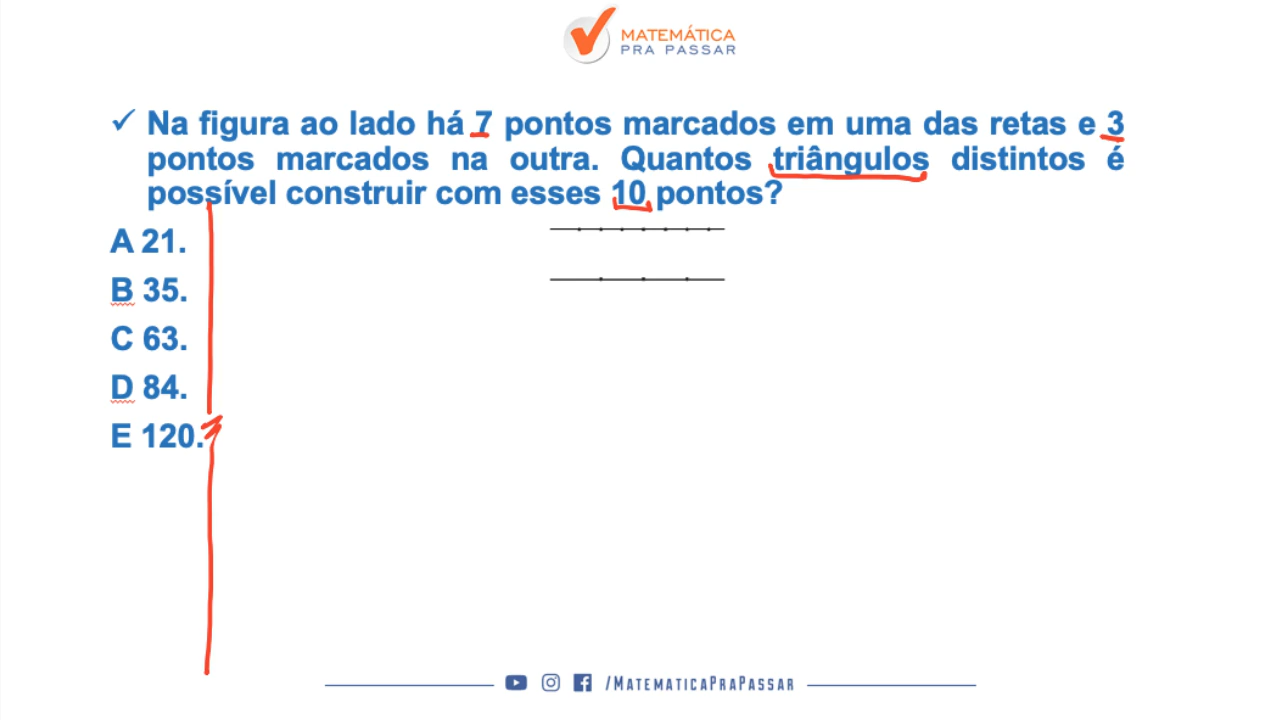 MATEMÁTICA
PRA PASSAR
✓ Na figura ao lado há 7 pontos marcados em uma das retas e 3
pontos marcados na outra. Quantos triângulos distintos é
possível construir com esses 10 pontos?
A 21.
B 35.
C 63.
D 84.
E 120.
/MATEMATICAPRAPASSAR